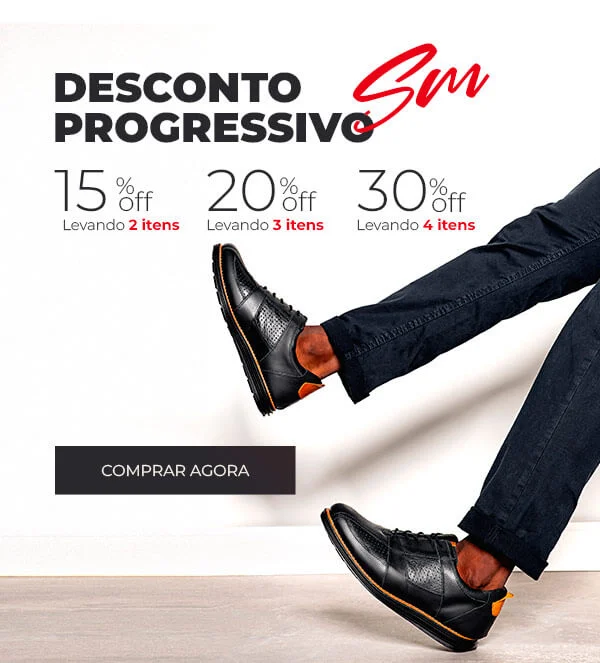 DESCONTO
PROGRESSIVO
Sm
15 % Off
20 % Off
30 % Off
Levando 2 itens
Levando 3 itens
Levando 4 itens
COMPRAR AGORA